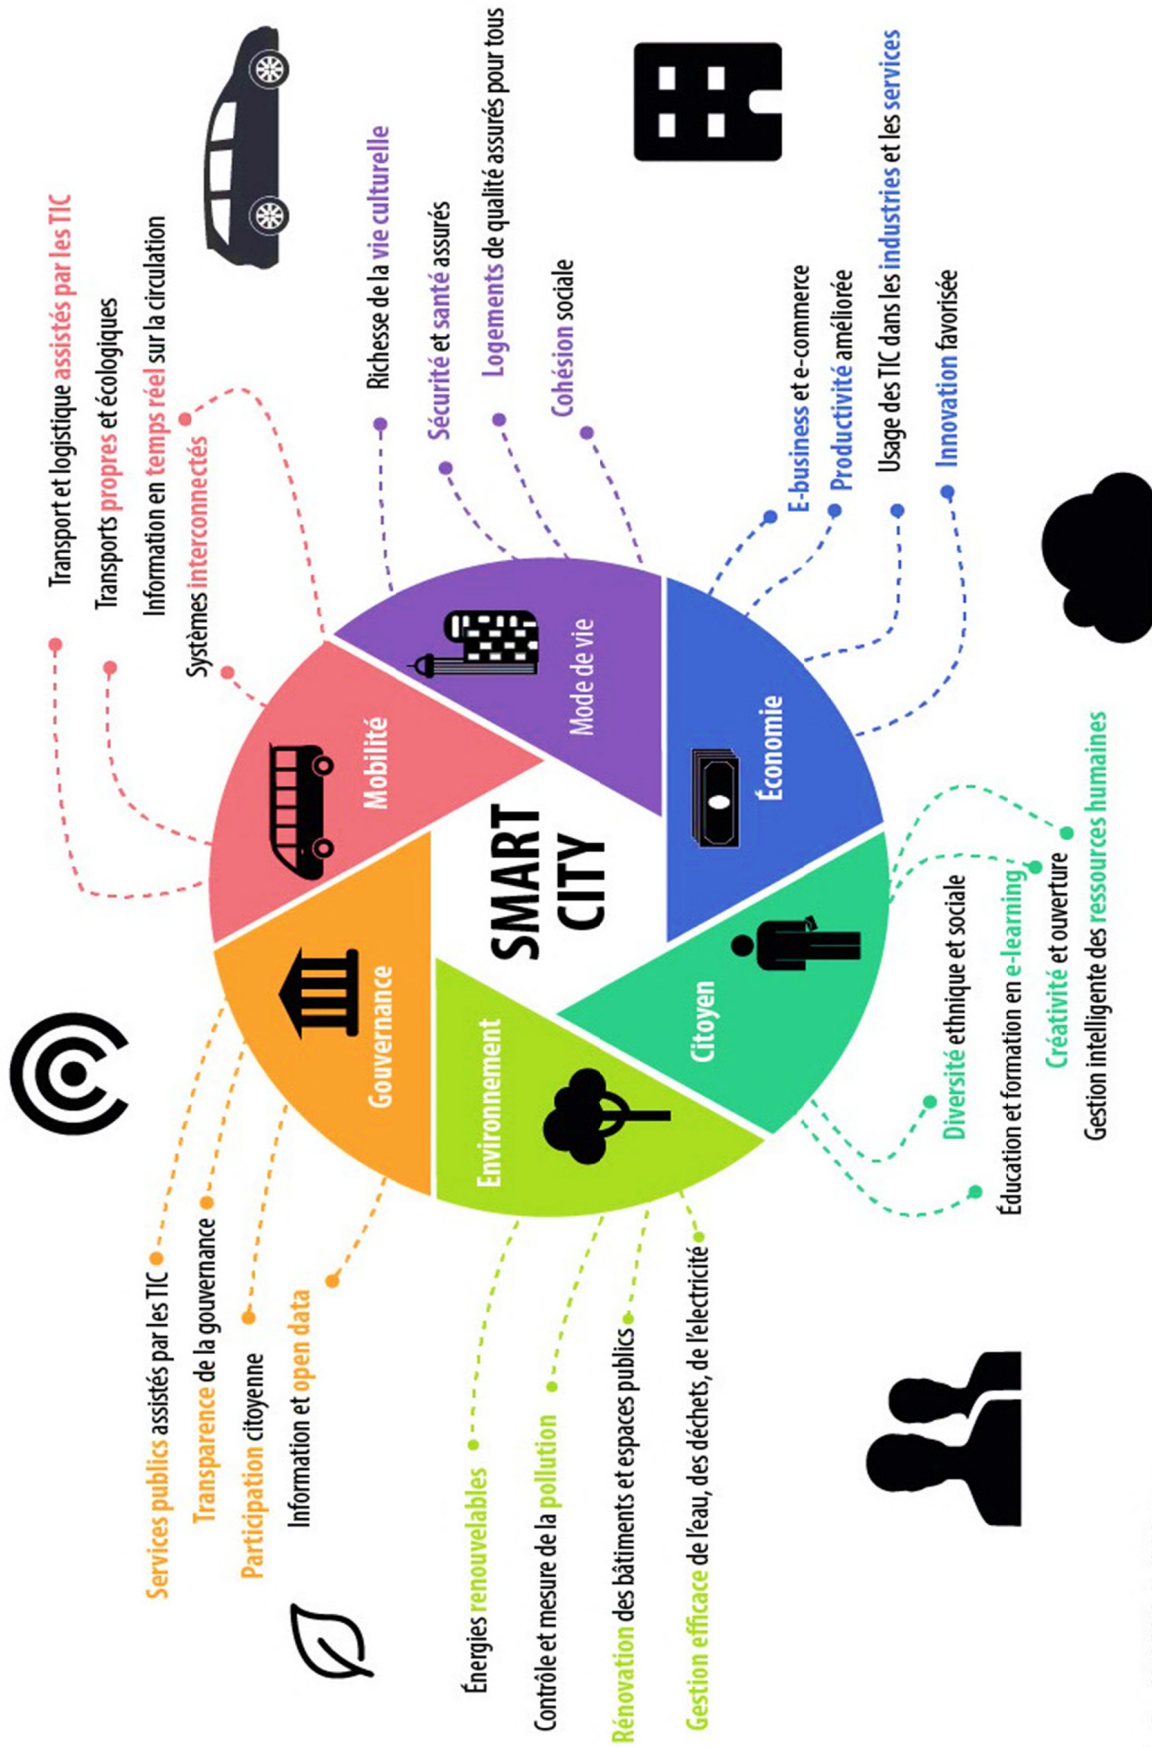 SMART
CITY
Mobilité
Transport et logistique assistés par les TIC
Transports propres et écologiques
Information en temps réel sur la circulation
Systèmes interconnectés
Mode de vie
Richesse de la vie culturelle
Sécurité et santé assurés
Logements de qualité assurés pour tous
Cohésion sociale
Économie
E-business et e-commerce
Productivité améliorée
Usage des TIC dans les industries et les services
Innovation favorisée
Citoyen
Diversité ethnique et sociale
Éducation et formation en e-learning
Créativité et ouverture
Gestion intelligente des ressources humaines
Environnement
Énergies renouvelables
Contrôle et mesure de la pollution
Rénovation des bâtiments et espaces publics
Gestion efficace de l'eau, des déchets, de l'électricité
Gouvernance
Services publics assistés par les TIC
Transparence de la gouvernance
Participation citoyenne
Information et open data